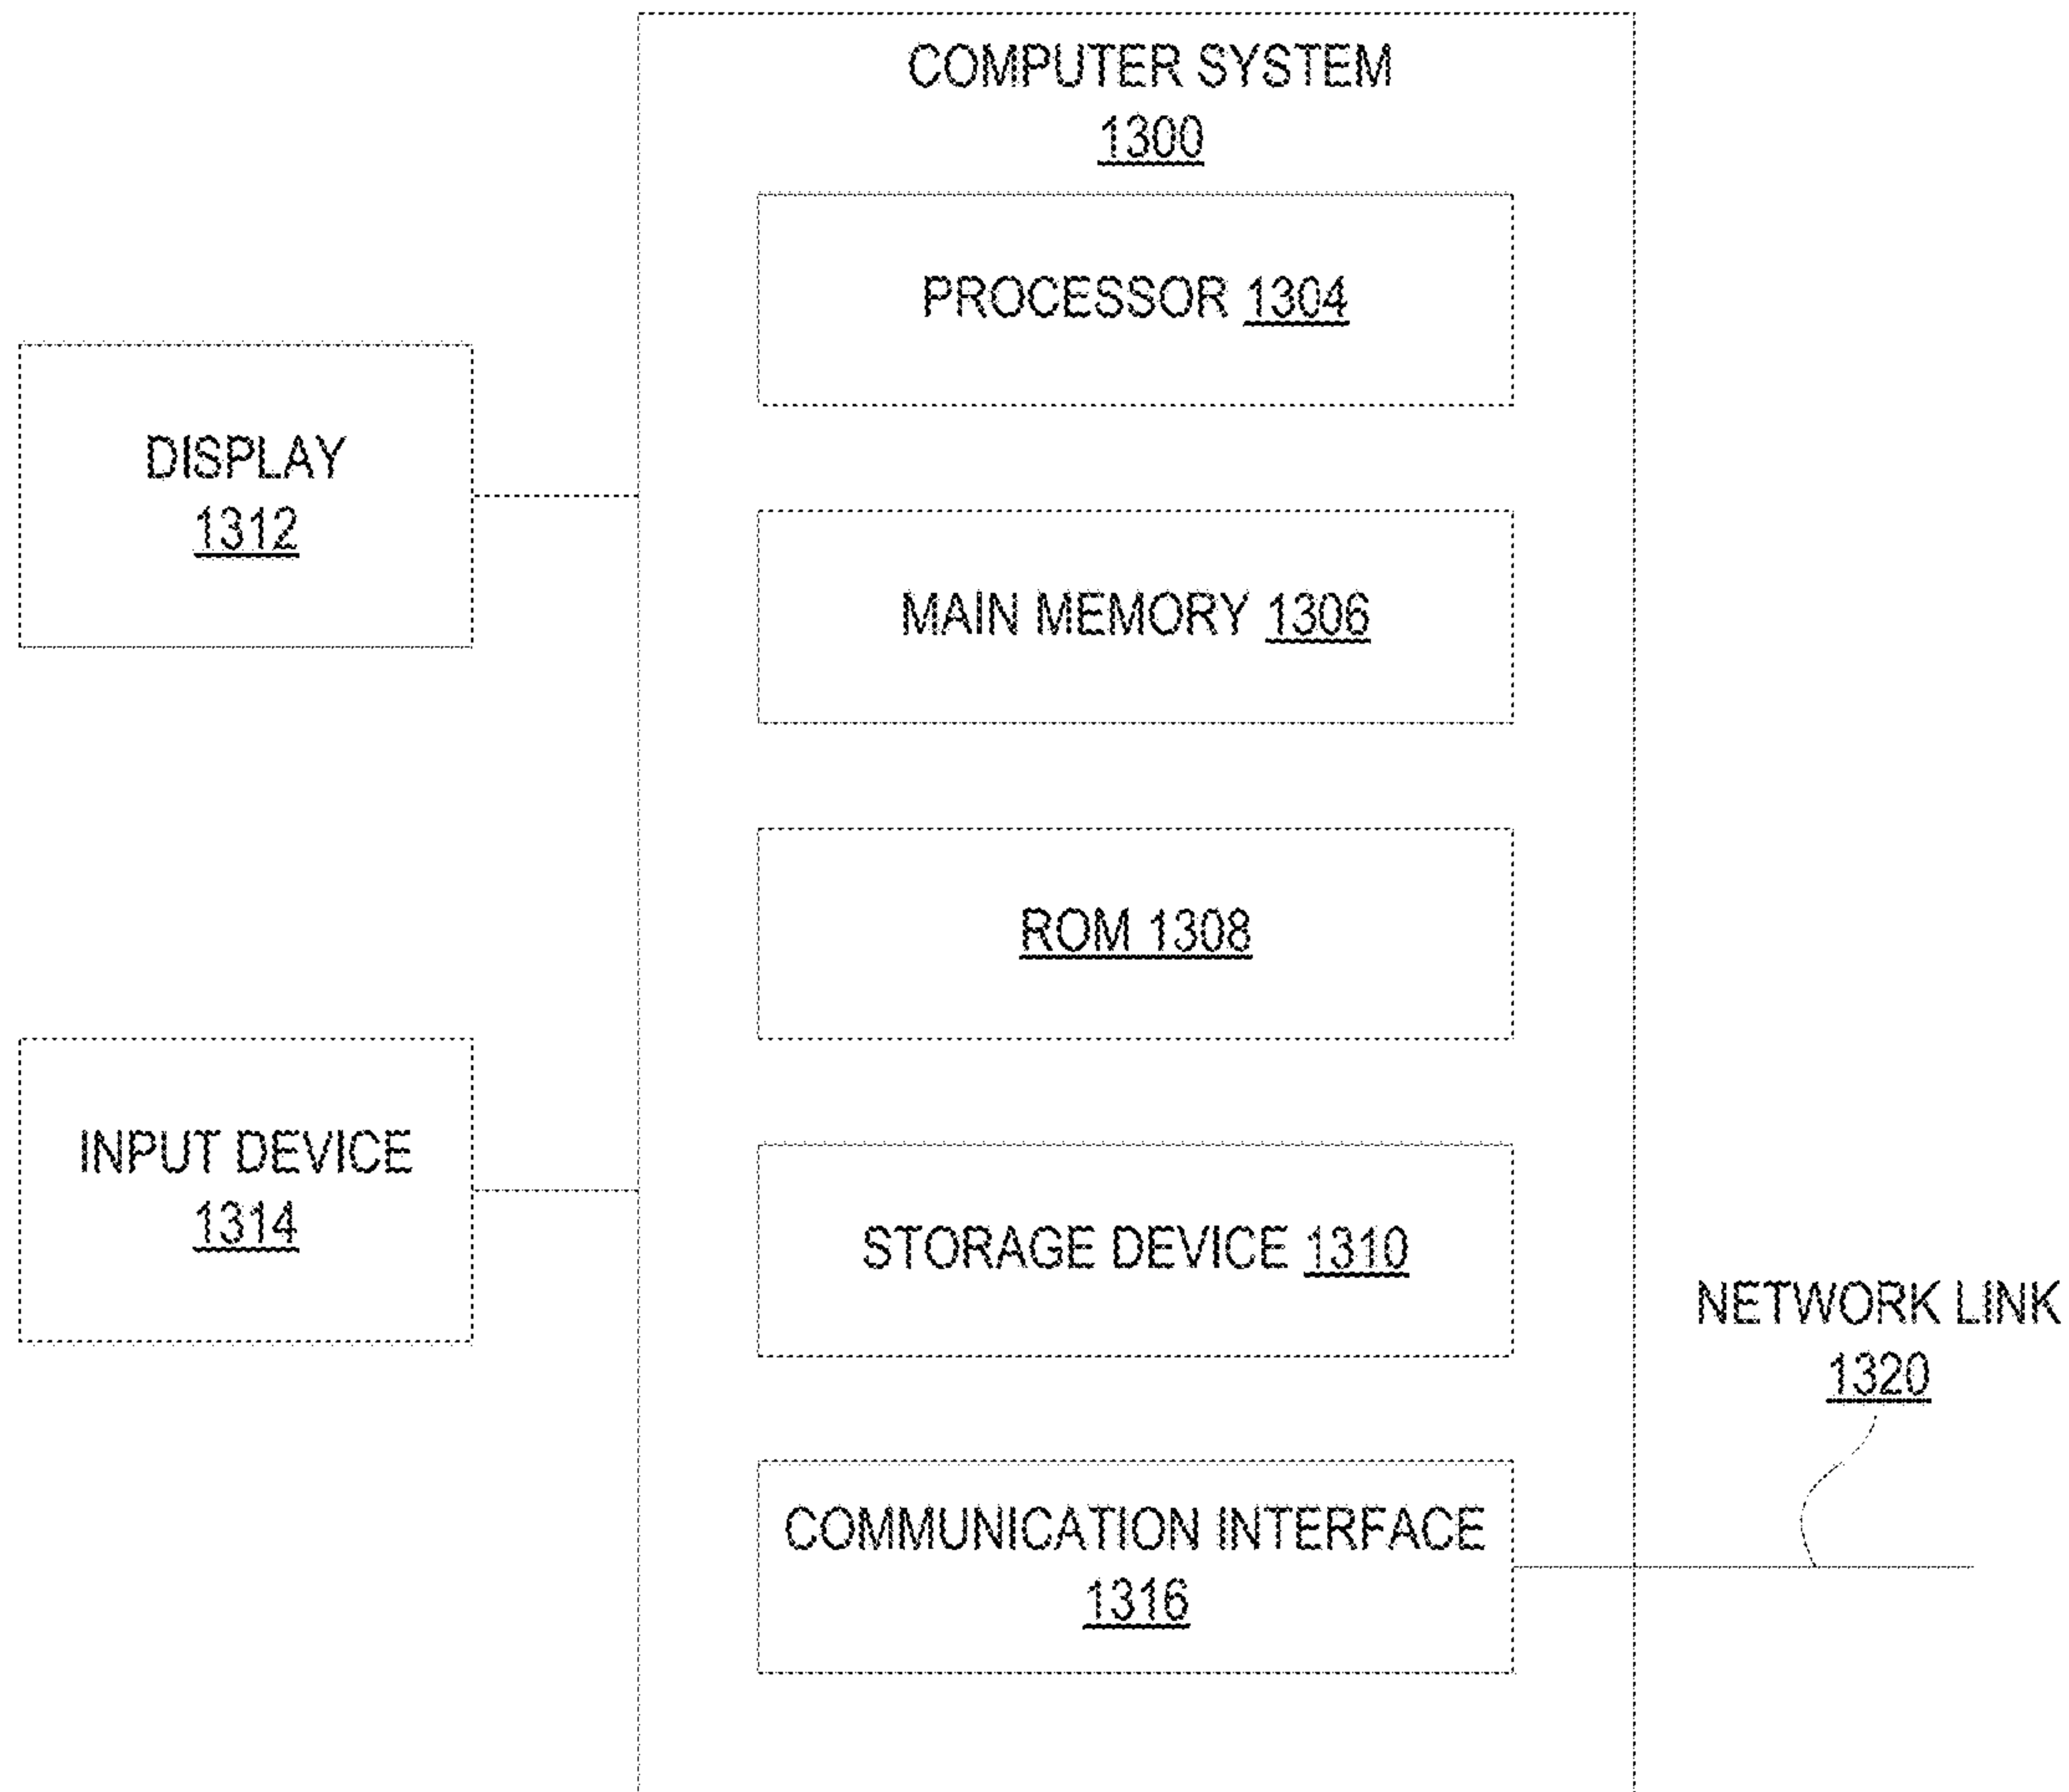 COMPUTER SYSTEM
1300
PROCESSOR 1304
DISPLAY
1312
MAIN MEMORY 1306
ROM 1308
INPUT DEVICE
1314
STORAGE DEVICE 1310
NETWORK LINK
1320
COMMUNICATION INTERFACE
1316